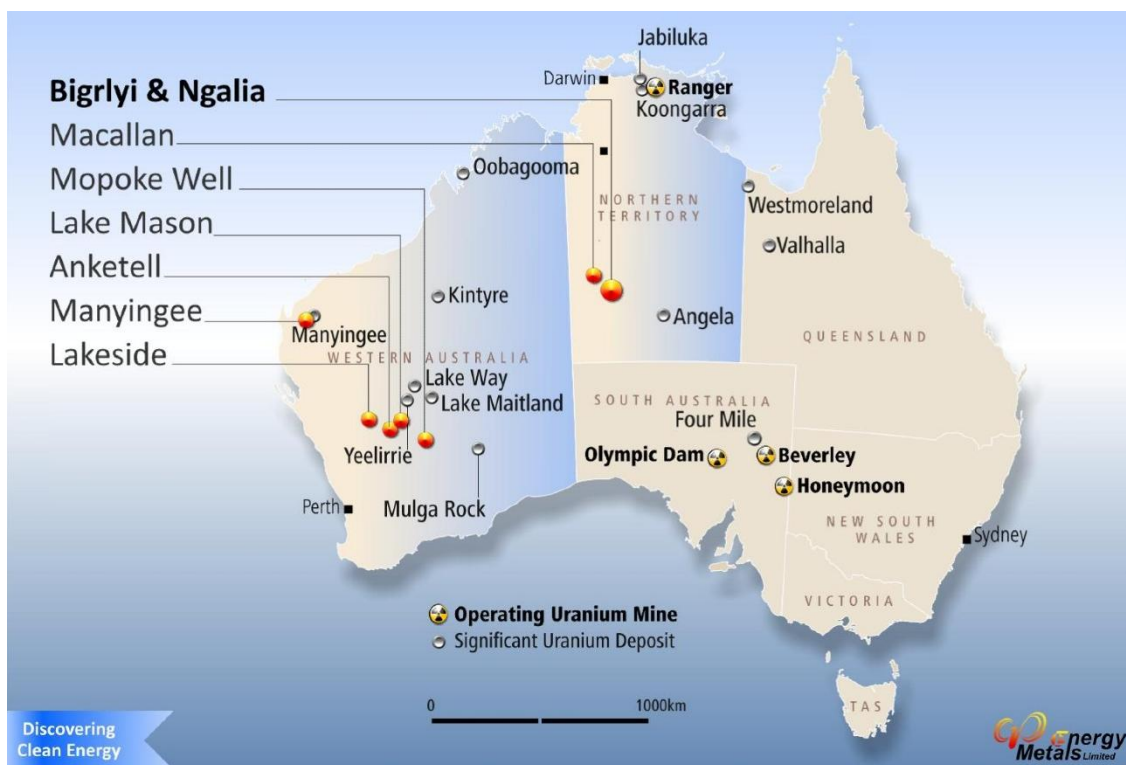 Jabiluka
Darwin
Ranger
Koongarra
Bigrlyi & Ngalia
Macallan
Mopoke Well
Lake Mason
Anketell
Manyingee
Lakeside
Oobagooma
NORTHERN
TERRITORY
Westmoreland
Valhalla
Kintyre
Angela
Manyingee
WESTERN AUSTRALIA
QUEENSLAND
Lake Way
Lake Maitland
SOUTH AUSTRALIA
Four Mile
Yeelirrie
Olympic Dam
Beverley
Honeymoon
Perth
Mulga Rock
NEW SOUTH
WALES
Sydney
VICTORIA
Operating Uranium Mine
Significant Uranium Deposit
0 1000km
TAS
Discovering
Clean Energy
Energy
Metals Limited